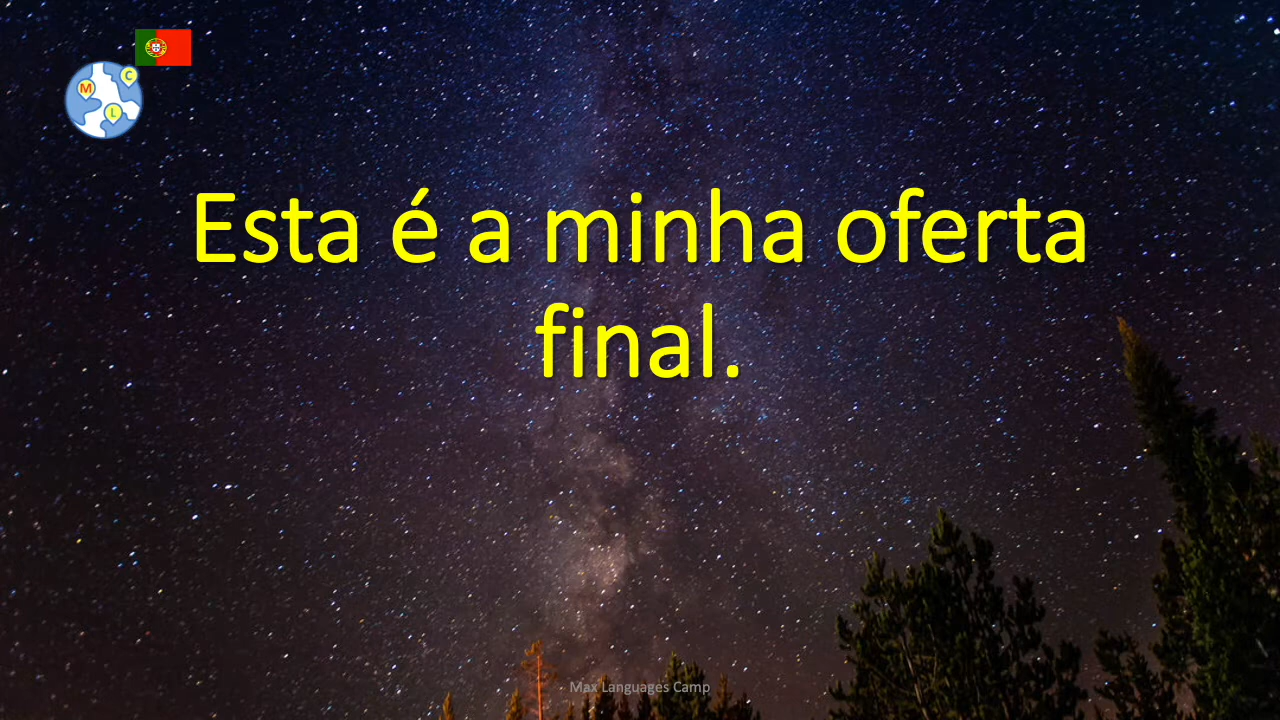 C
M
L
Esta é a minha oferta
final.
Max Languages Camp